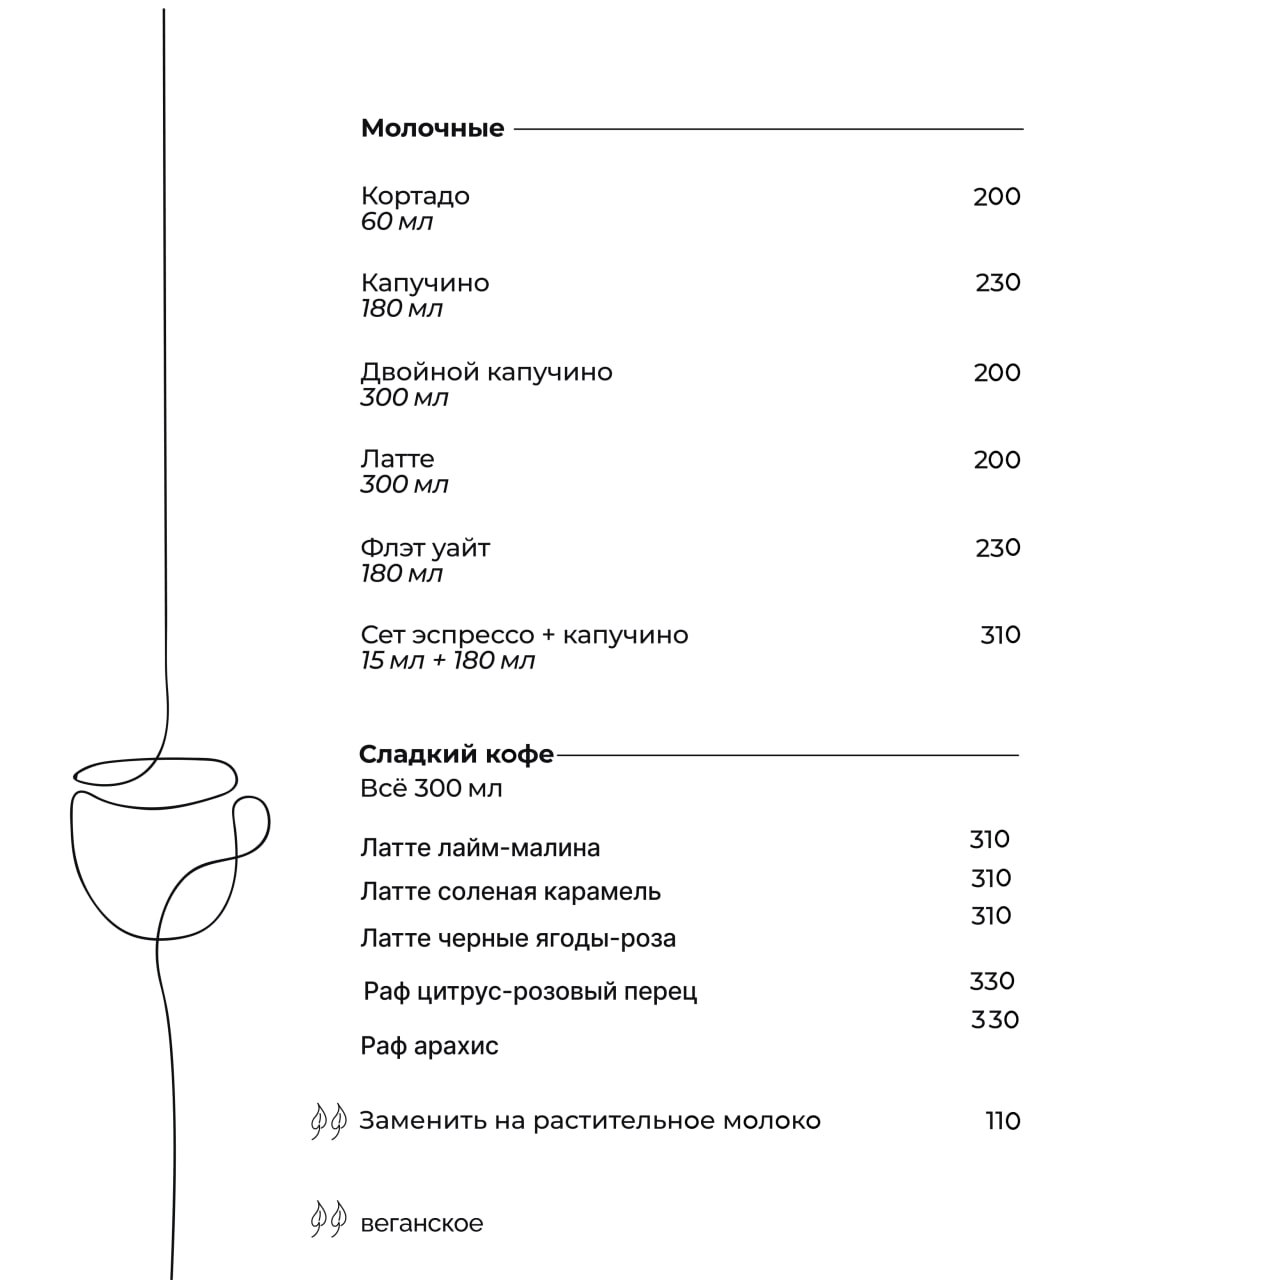 Молочные
Кортадо 200
60 мл
Капучино 230
180 мл
Двойной капучино 200
300 мл
Латте 200
300 мл
Флэт уайт 230
180 мл
Сет эспрессо + капучино 310
15 мл + 180 мл
Сладкий кофе
Всё 300 мл
Латте лайм-малина 310
Латте соленая карамель 310
Латте черные ягоды-роза 310
Раф цитрус-розовый перец 330
Раф арахис 330
Заменить на растительное молоко 110
веганское